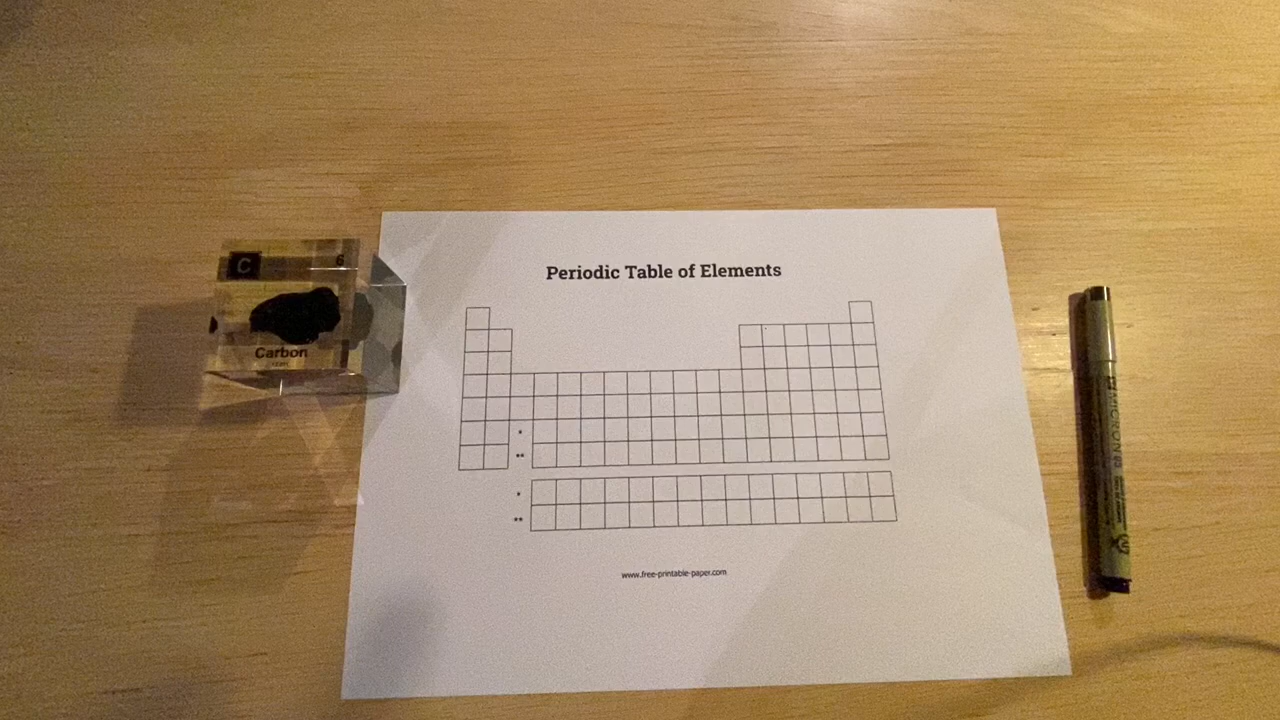 C 6
Carbon
Periodic Table of Elements
*
**
*
**
www.free-printable-paper.com
MICRON